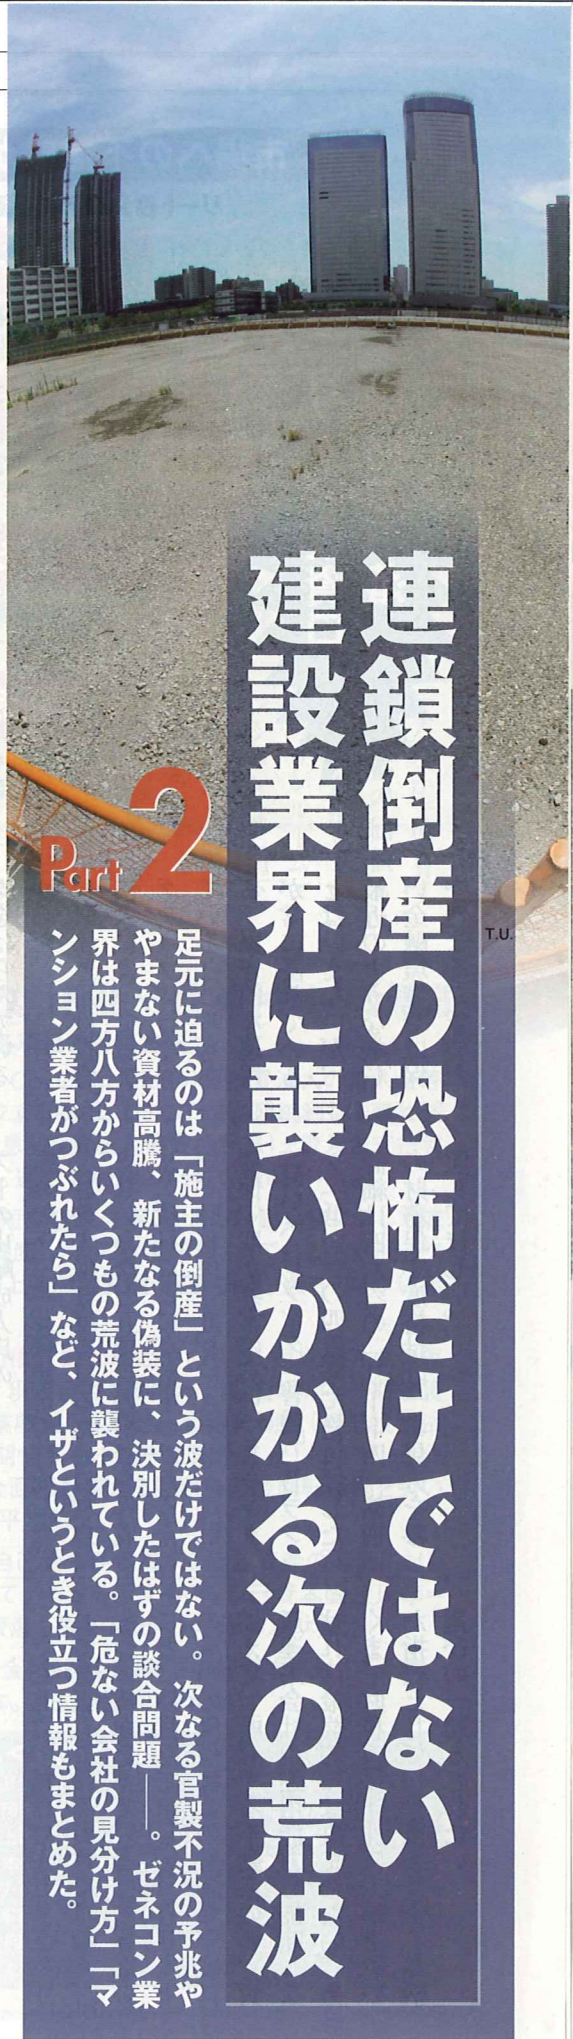 連鎖倒産の恐怖だけではない
建設業界に襲いかかる次の荒波
Part 2
足元に迫るのは「施主の倒産」という波だけではない。次なる官製不況の予兆や
やまない資材高騰、新たなる偽装に、決別したはずの談合問題——。ゼネコン業
界は四方八方からいくつもの荒波に襲われている。「危ない会社の見分け方」「マ
ンション業者がつぶれたら」など、イザというとき役立つ情報もまとめた。
T.U.